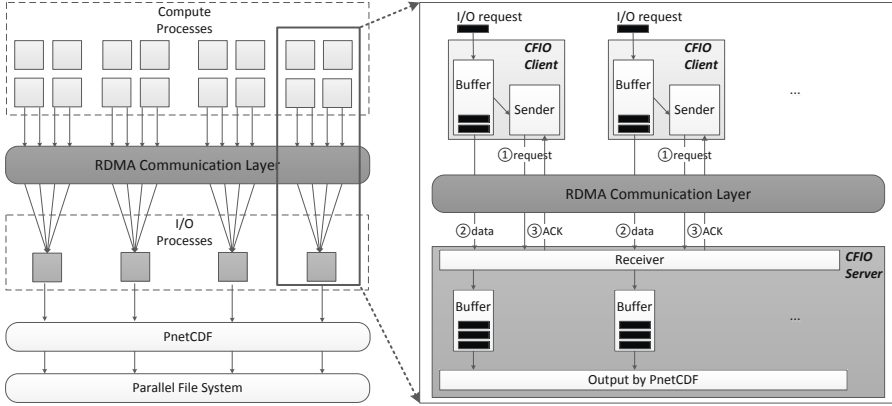 Compute
Processes
RDMA Communication Layer
I/O
Processes
PnetCDF
Parallel File System
I/O request
I/O request
CFIO
Client
CFIO
Client
Buffer
Sender
Buffer
Sender
...
①request
①request
RDMA Communication Layer
②data
③ACK
②data
③ACK
Receiver
CFIO
Server
Buffer
Buffer
...
Output by PnetCDF